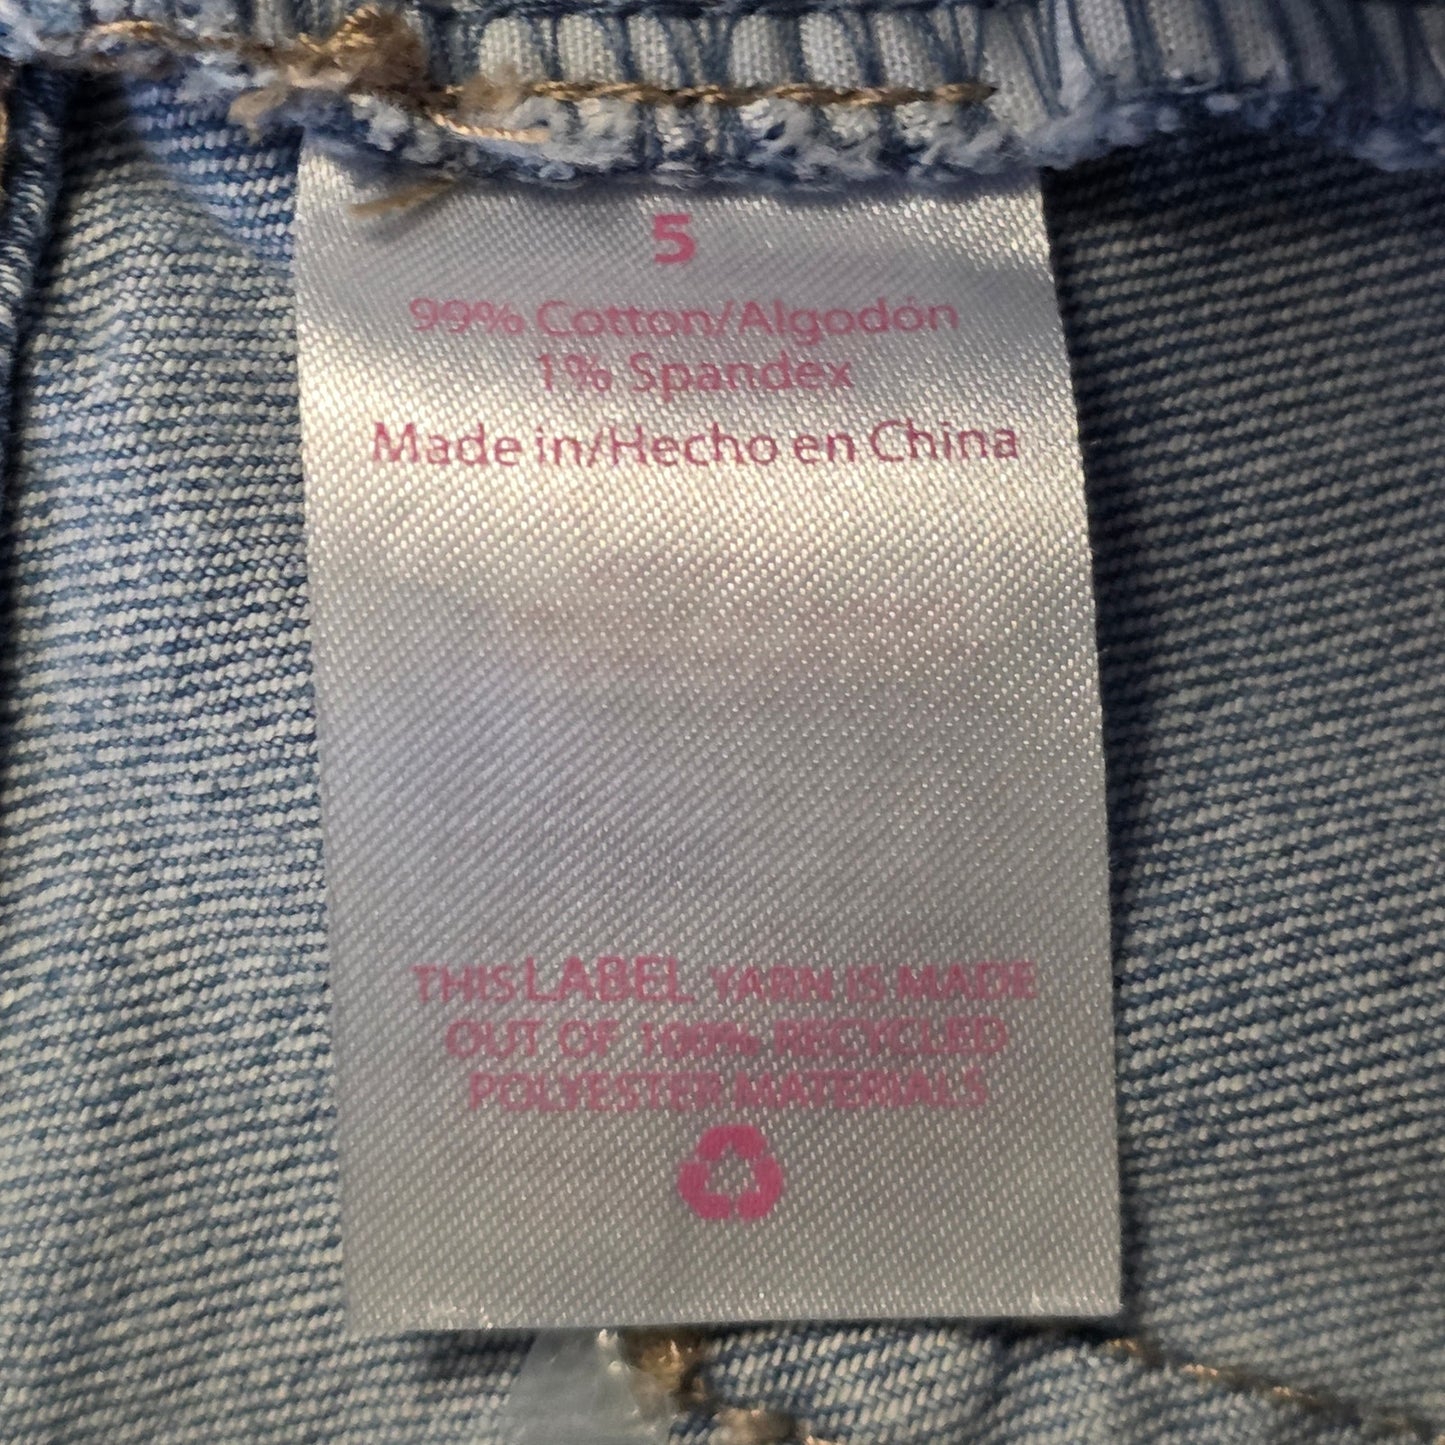 5
99% Cotton/Algodón
1% Spandex
Made in/Hecho en China
THIS LABEL YARN IS MADE
OUT OF 100% RECYCLED
POLYESTER MATERIALS